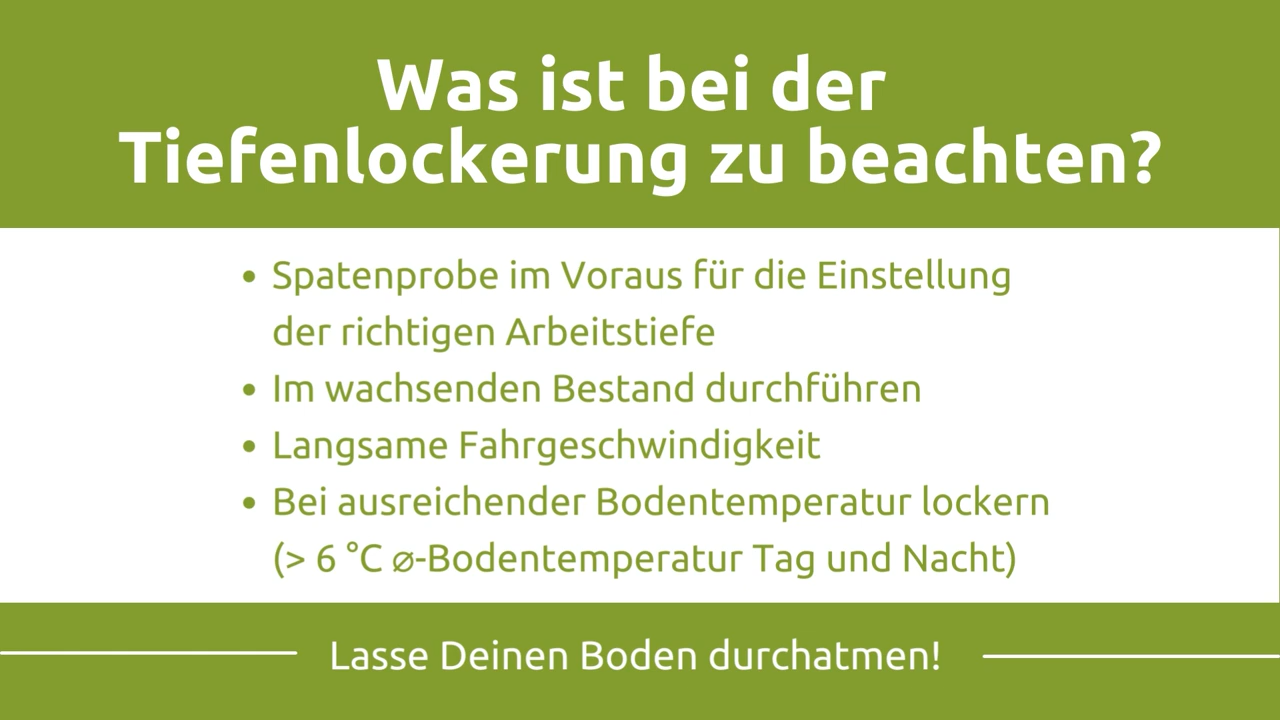 Was ist bei der
Tiefenlockerung zu beachten?
• Spatenprobe im Voraus für die Einstellung
der richtigen Arbeitstiefe
• Im wachsenden Bestand durchführen
• Langsame Fahrgeschwindigkeit
• Bei ausreichender Bodentemperatur lockern
(> 6 °C ⌀-Bodentemperatur Tag und Nacht)
Lasse Deinen Boden durchatmen!